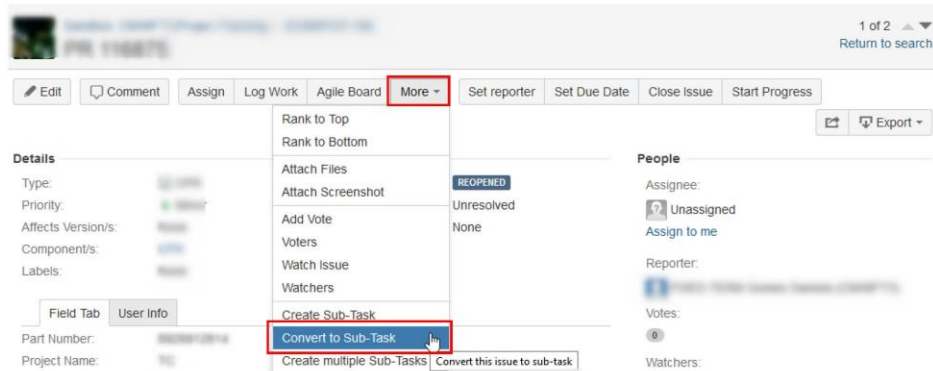 1 of 2
Return to search
Edit Comment Assign Log Work Agile Board More Set reporter Set Due Date Close Issue Start Progress
Export
Rank to Top
Rank to Bottom
Attach Files
Attach Screenshot
Add Vote
Voters
Watch Issue
Watchers
Create Sub-Task
Convert to Sub-Task
Create multiple Sub-Tasks
Convert this issue to sub-task
Details
Type:
Priority:
Affects Version/s:
Component/s:
Labels:
REOPENED
Unresolved
None
Field Tab User Info
Part Number:
Project Name:
People
Assignee:
Unassigned
Assign to me
Reporter:
Votes:
0
Watchers: